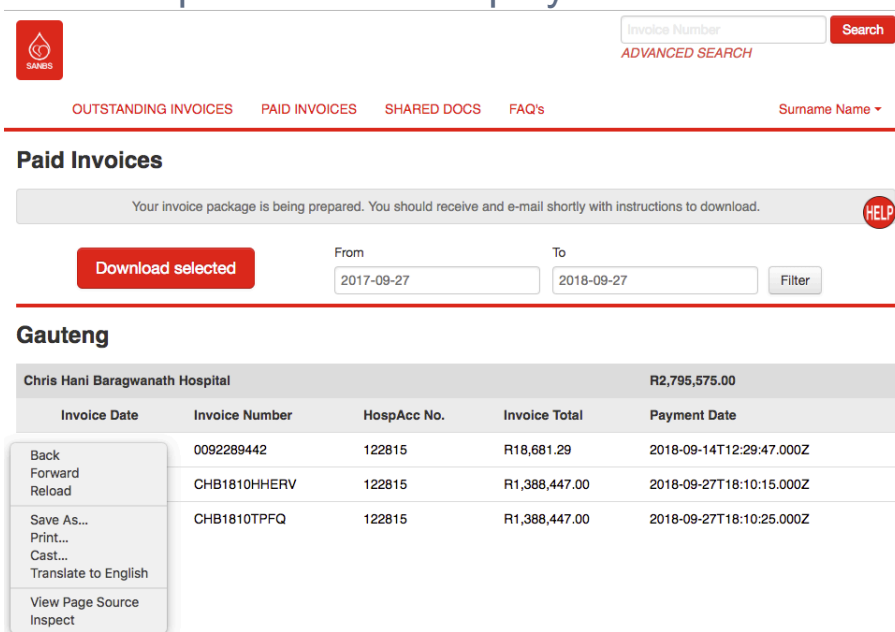 Invoice Number
Search
SANBS
ADVANCED SEARCH
OUTSTANDING INVOICES PAID INVOICES SHARED DOCS FAQ's Surname Name
Paid Invoices
Your invoice package is being prepared. You should receive and e-mail shortly with instructions to download.
HELP
Download selected
From
To
2017-09-27
2018-09-27
Filter
Gauteng
Chris Hani Baragwanath Hospital R2,795,575.00
Invoice Date Invoice Number HospAcc No. Invoice Total Payment Date
0092289442 122815 R18,681.29 2018-09-14T12:29:47.000Z
CHB1810HHERV 122815 R1,388,447.00 2018-09-27T18:10:15.000Z
CHB1810TPFQ 122815 R1,388,447.00 2018-09-27T18:10:25.000Z
Back
Forward
Reload
Save As...
Print...
Cast...
Translate to English
View Page Source
Inspect